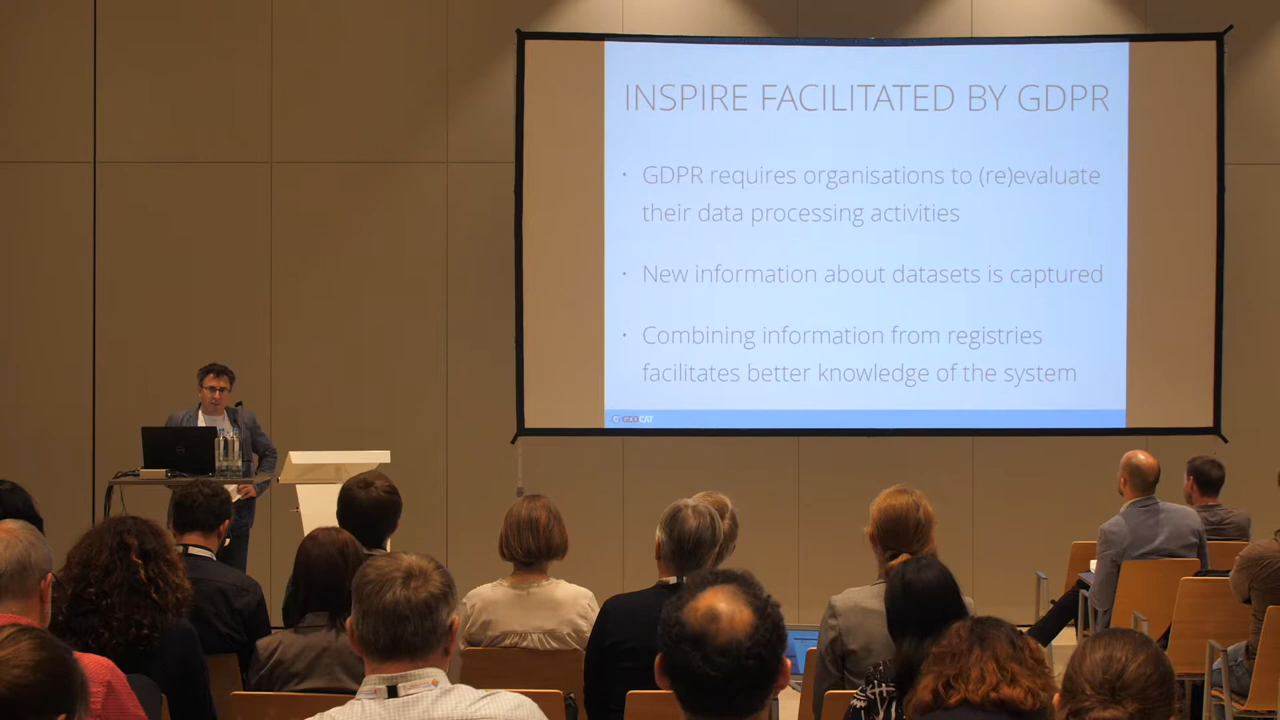 INSPIRE FACILITATED BY GDPR
• GDPR requires organisations to (re)evaluate
their data processing activities
• New information about datasets is captured
• Combining information from registries
facilitates better knowledge of the system
GEOCAT